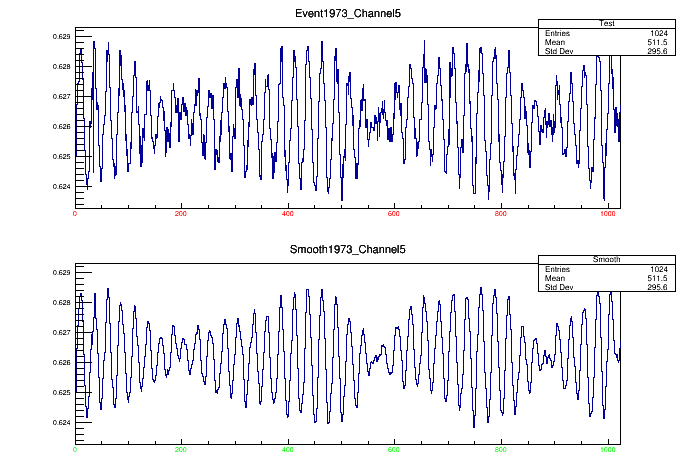 Event1973_Channel5
Test
Entries 1024
Mean 511.5
Std Dev 295.6
0.629
0.628
0.627
0.626
0.625
0.624
0 200 400 600 800 1000
Smooth1973_Channel5
Smooth
Entries 1024
Mean 511.5
Std Dev 295.6
0.629
0.628
0.627
0.626
0.625
0.624
0 200 400 600 800 1000